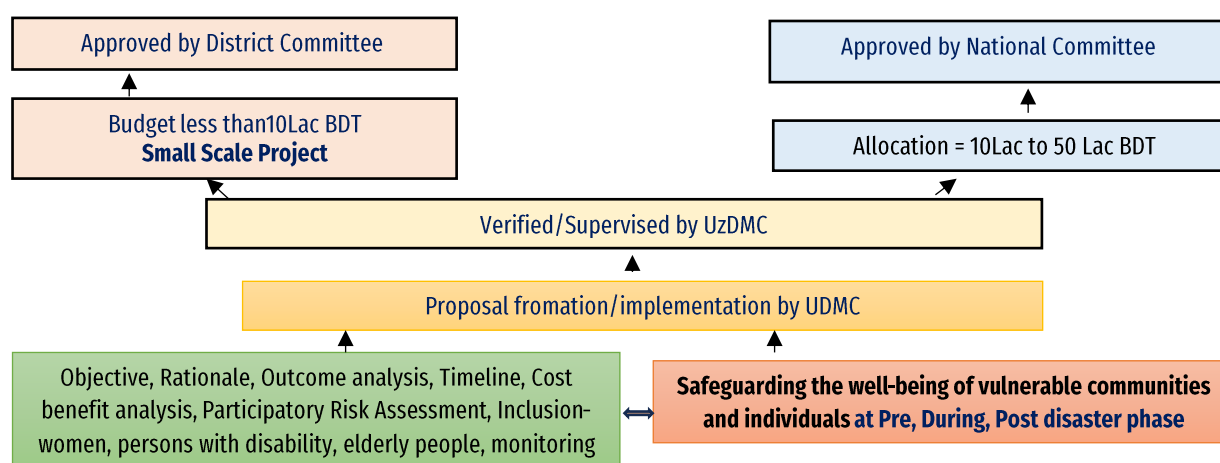 Approved by District Committee
Approved by National Committee
Budget less than10Lac BDT
Small Scale Project
Allocation = 10Lac to 50 Lac BDT
Verified/Supervised by UzDMC
Proposal fromation/implementation by UDMC
Objective, Rationale, Outcome analysis, Timeline, Cost
benefit analysis, Participatory Risk Assessment, Inclusion-
women, persons with disability, elderly people, monitoring
Safeguarding the well-being of vulnerable communities
and individuals at Pre, During, Post disaster phase